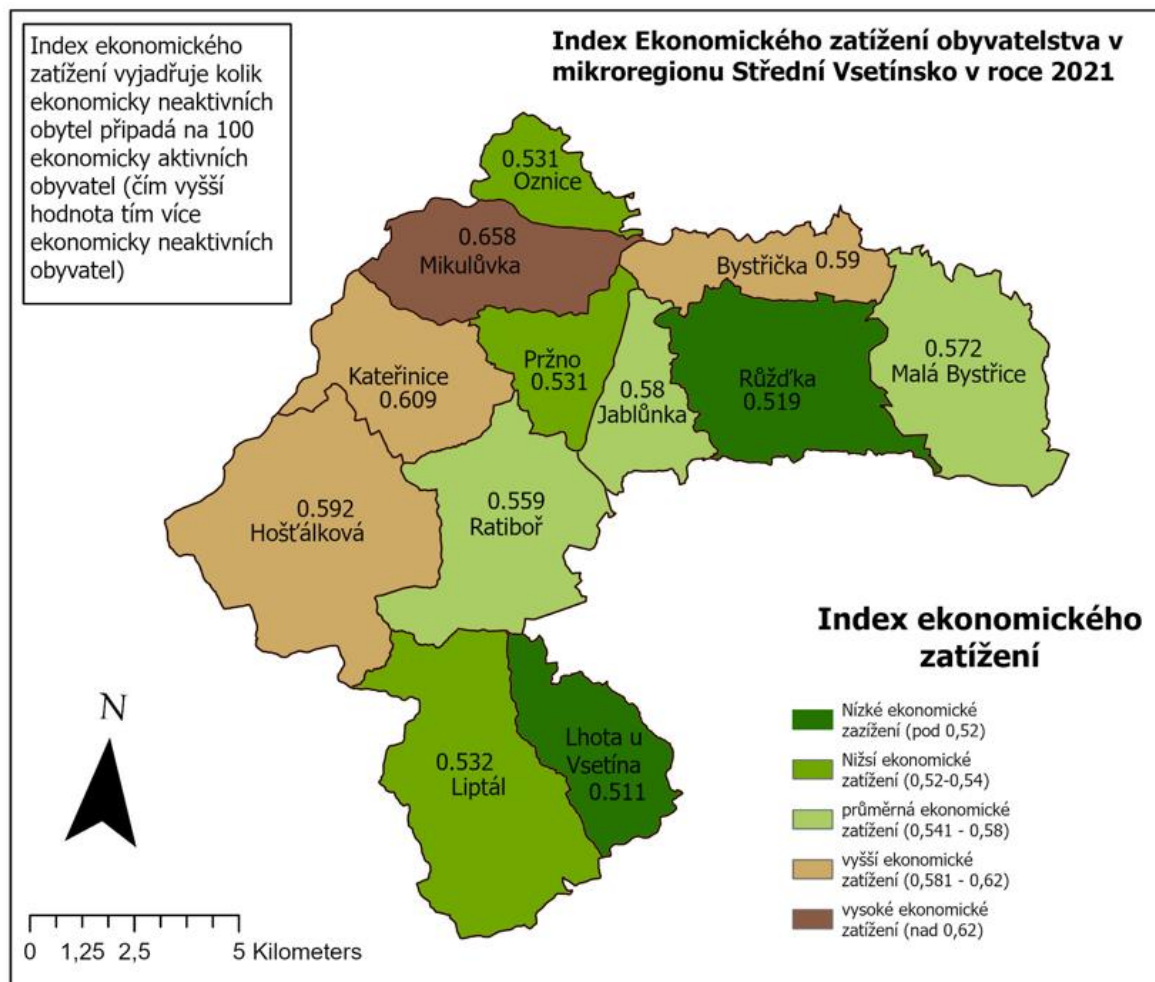 Index ekonomického
zatížení vyjadřuje kolik
ekonomicky neaktivních
obytel připadá na 100
ekonomicky aktivních
obyvatel (čím vyšší
hodnota tím více
ekonomicky neaktivních
obyvatel)
Index Ekonomického zatížení obyvatelstva v
mikroregionu Střední Vsetínsko v roce 2021
0.531
Oznice
0.658
Mikulůvka
Bystřička 0.59
0.572
Malá Bystřice
Pržno
0.531
Kateřinice
0.609
0.58
Jablůnka
Růžďka
0.519
0.592
Hošťálková
0.559
Ratiboř
0.532
Liptál
Lhota u
Vsetína
0.511
N
0 1,25 2,5 5 Kilometers
Index ekonomického
zatížení
Nízké ekonomické
zazížení (pod 0,52)
Nižsí ekonomické
zatížení (0,52-0,54)
průměrná ekonomické
zatížení (0,541 - 0,58)
vyšší ekonomické
zatížení (0,581 - 0,62)
vysoké ekonomické
zatížení (nad 0,62)